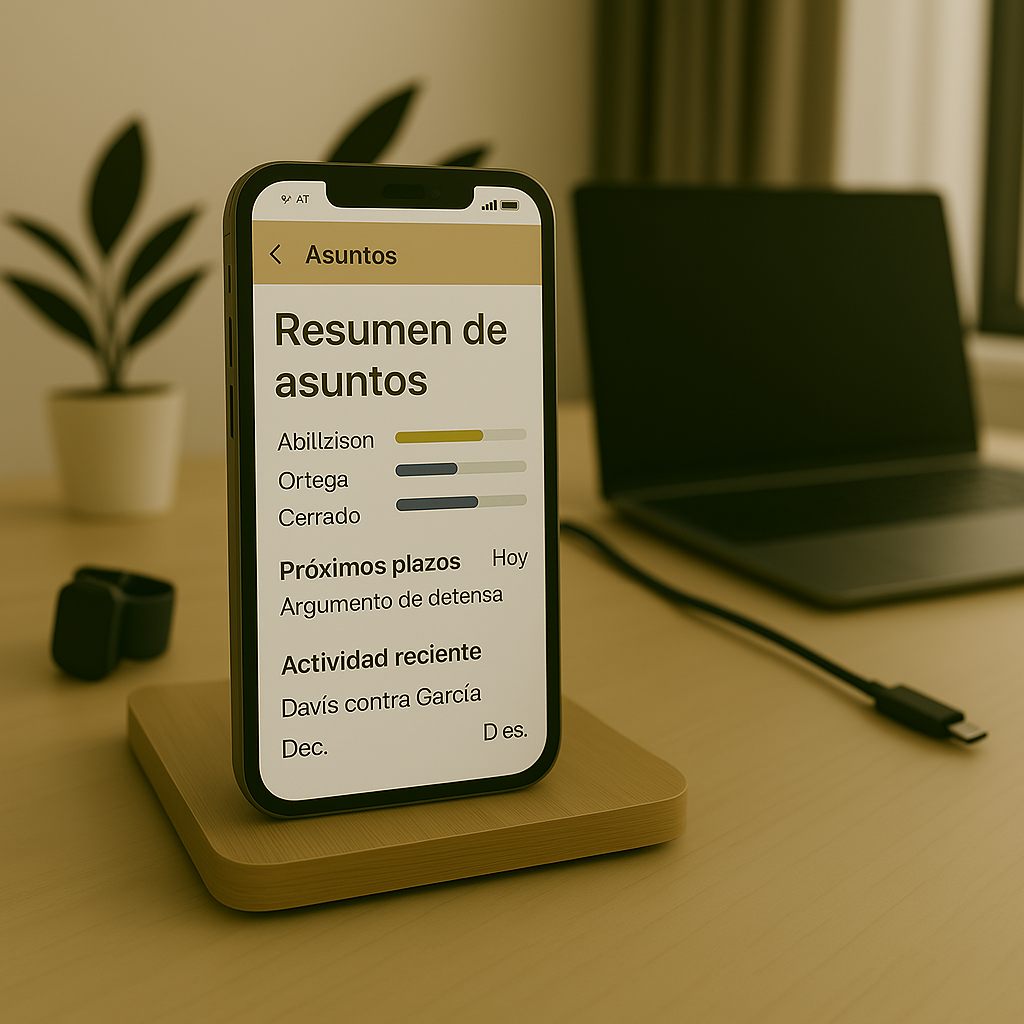 AT
Asuntos
Resumen de
asuntos
Abillzison
Ortega
Cerrado
Próximos plazos Hoy
Argumento de detensa
Actividad reciente
Davís contra García
Dec. D es.